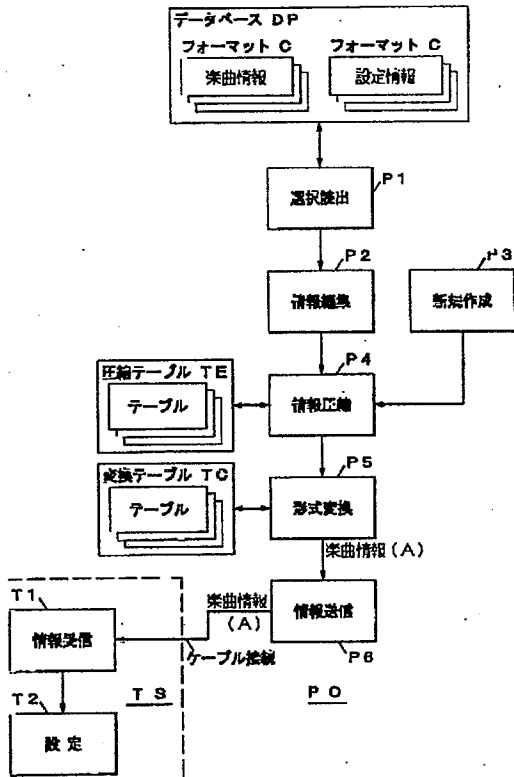 データベース DP
フォーマット C
フォーマット C
楽曲情報
設定情報
P1
選択読出
P2
情報編集
P3
新規作成
P4
圧縮テーブル TE
テーブル
情報圧縮
P5
変換テーブル TC
テーブル
形式変換
楽曲情報(A)
T1
楽曲情報
(A)
情報送信
情報受信
ケーブル接続
P6
T2
TS
PO
設定